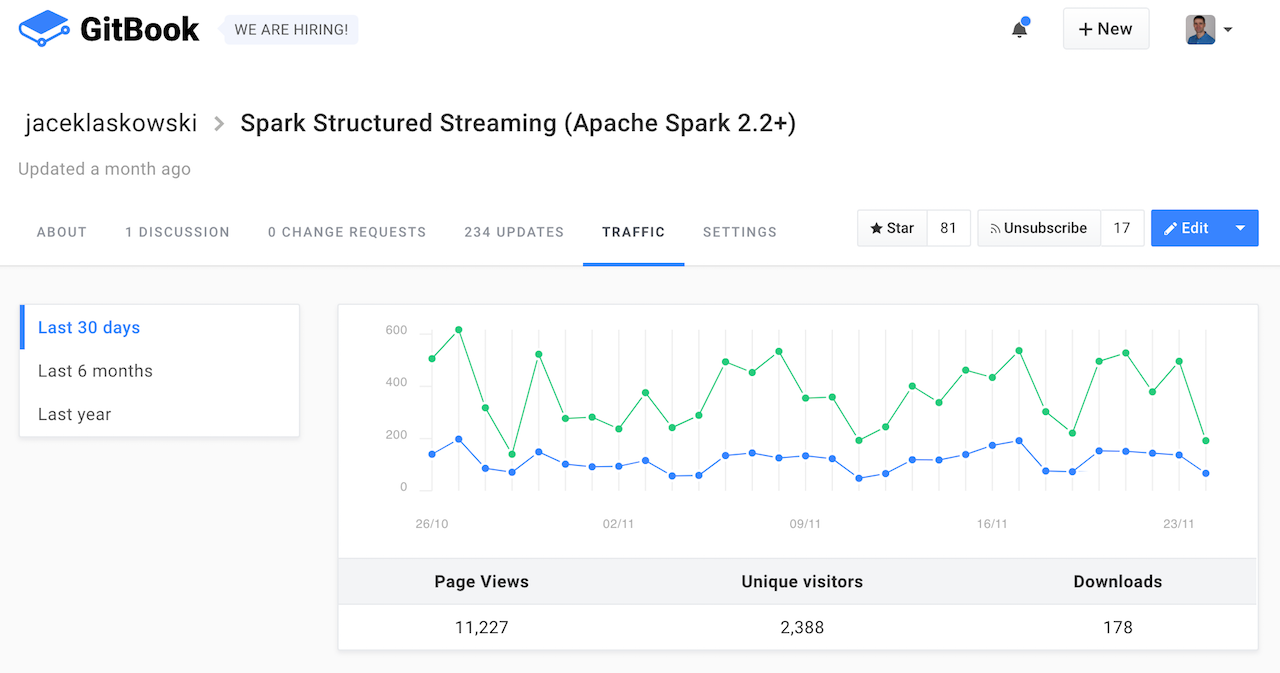 GitBook WE ARE HIRING! + New
jaceklaskowski > Spark Structured Streaming (Apache Spark 2.2+)
Updated a month ago
ABOUT 1 DISCUSSION 0 CHANGE REQUESTS 234 UPDATES TRAFFIC SETTINGS Star 81 Unsubscribe 17 Edit
Last 30 days
Last 6 months
Last year
600
400
200
0
26/10 02/11 09/11 16/11 23/11
Page Views Unique visitors Downloads
11,227 2,388 178